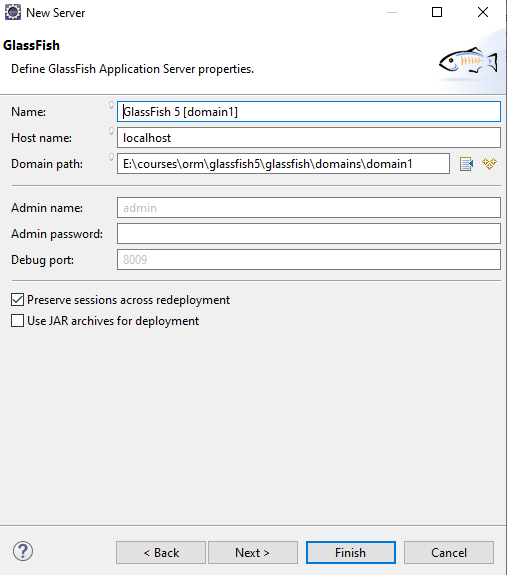 New Server
GlassFish
Define GlassFish Application Server properties.
Name: GlassFish 5 [domain1]
Host name: localhost
Domain path: E:\courses\orm\glassfish5\glassfish\domains\domain1
Admin name: admin
Admin password:
Debug port: 8009
Preserve sessions across redeployment
Use JAR archives for deployment
? < Back Next > Finish Cancel